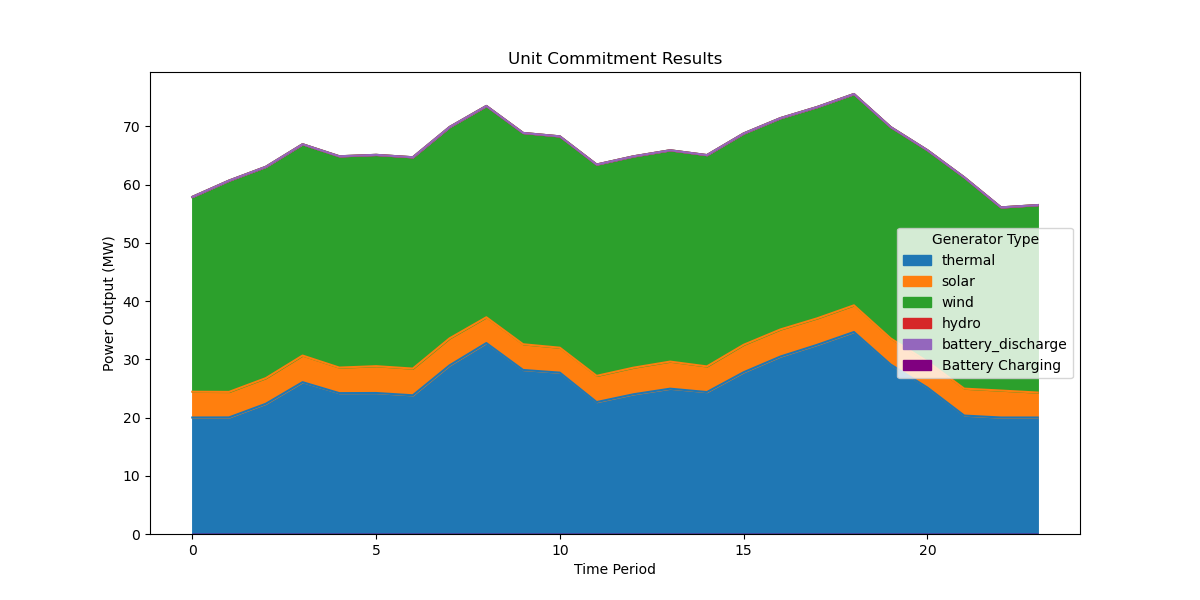 Unit Commitment Results
Power Output (MW)
70
60
50
40
30
20
10
0
0 5 10 15 20
Time Period
Generator Type
thermal
solar
wind
hydro
battery_discharge
Battery Charging